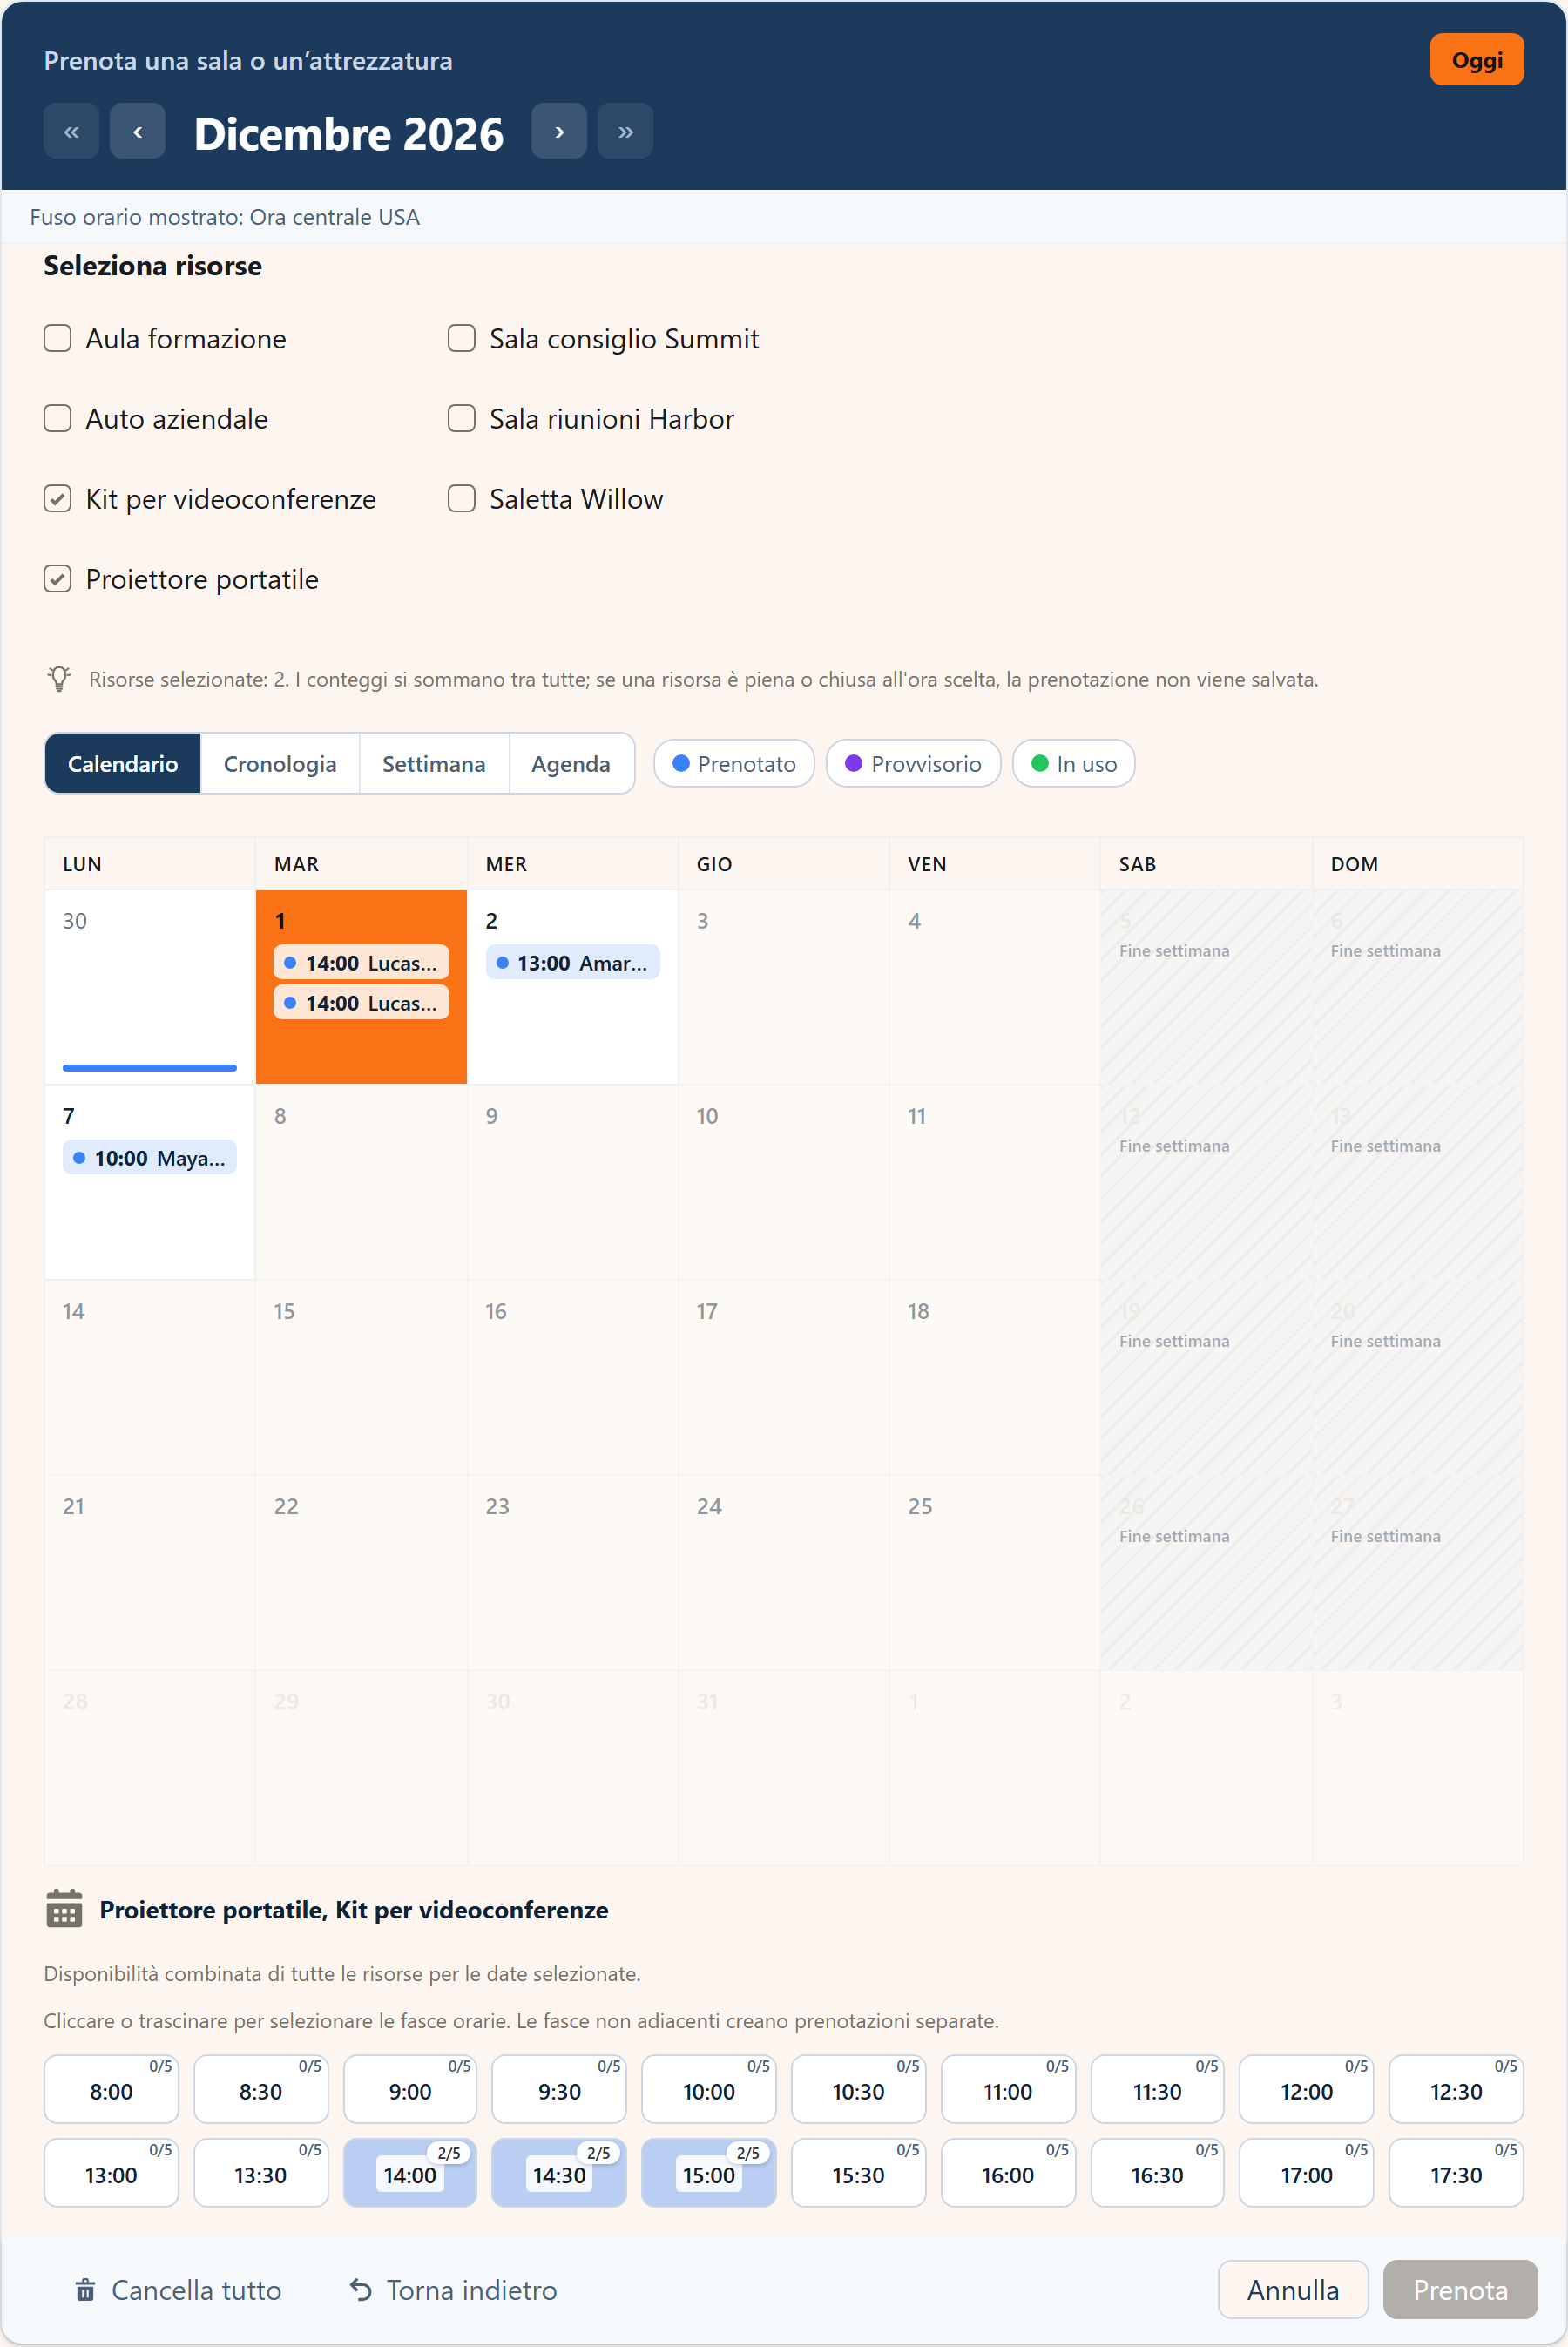 Prenota una sala o un’attrezzatura
Oggi
« ‹ Dicembre 2026 › »
Fuso orario mostrato: Ora centrale USA
Seleziona risorse
Aula formazione
Sala consiglio Summit
Auto aziendale
Sala riunioni Harbor
Kit per videoconferenze
Saletta Willow
Proiettore portatile
Risorse selezionate: 2. I conteggi si sommano tra tutte; se una risorsa è piena o chiusa all'ora scelta, la prenotazione non viene salvata.
Calendario Cronologia Settimana Agenda Prenotato Provvisorio In uso
LUN MAR MER GIO VEN SAB DOM
30 1 2 3 4 5 6
Fine settimana Fine settimana
14:00 Lucas... 13:00 Amar...
14:00 Lucas...
7 8 9 10 11 12 13
Fine settimana Fine settimana
10:00 Maya...
14 15 16 17 18 19 20
Fine settimana Fine settimana
21 22 23 24 25 26 27
Fine settimana Fine settimana
28 29 30 31 1 2 3
Proiettore portatile, Kit per videoconferenze
Disponibilità combinata di tutte le risorse per le date selezionate.
Cliccare o trascinare per selezionare le fasce orarie. Le fasce non adiacenti creano prenotazioni separate.
0/5 0/5 0/5 0/5 0/5 0/5 0/5 0/5 0/5 0/5
8:00 8:30 9:00 9:30 10:00 10:30 11:00 11:30 12:00 12:30
0/5 0/5 2/5 2/5 2/5 0/5 0/5 0/5 0/5 0/5
13:00 13:30 14:00 14:30 15:00 15:30 16:00 16:30 17:00 17:30
Cancella tutto Torna indietro Annulla Prenota